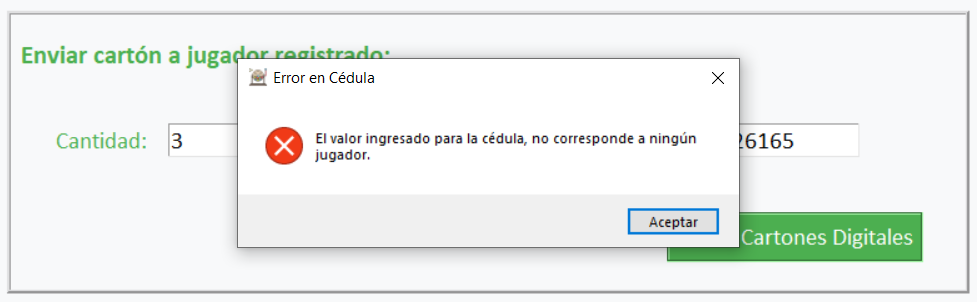 Enviar cartón a jugador registrado:
Error en Cédula
El valor ingresado para la cédula, no corresponde a ningún
jugador.
Cantidad: 3 26165
Aceptar
Cartones Digitales